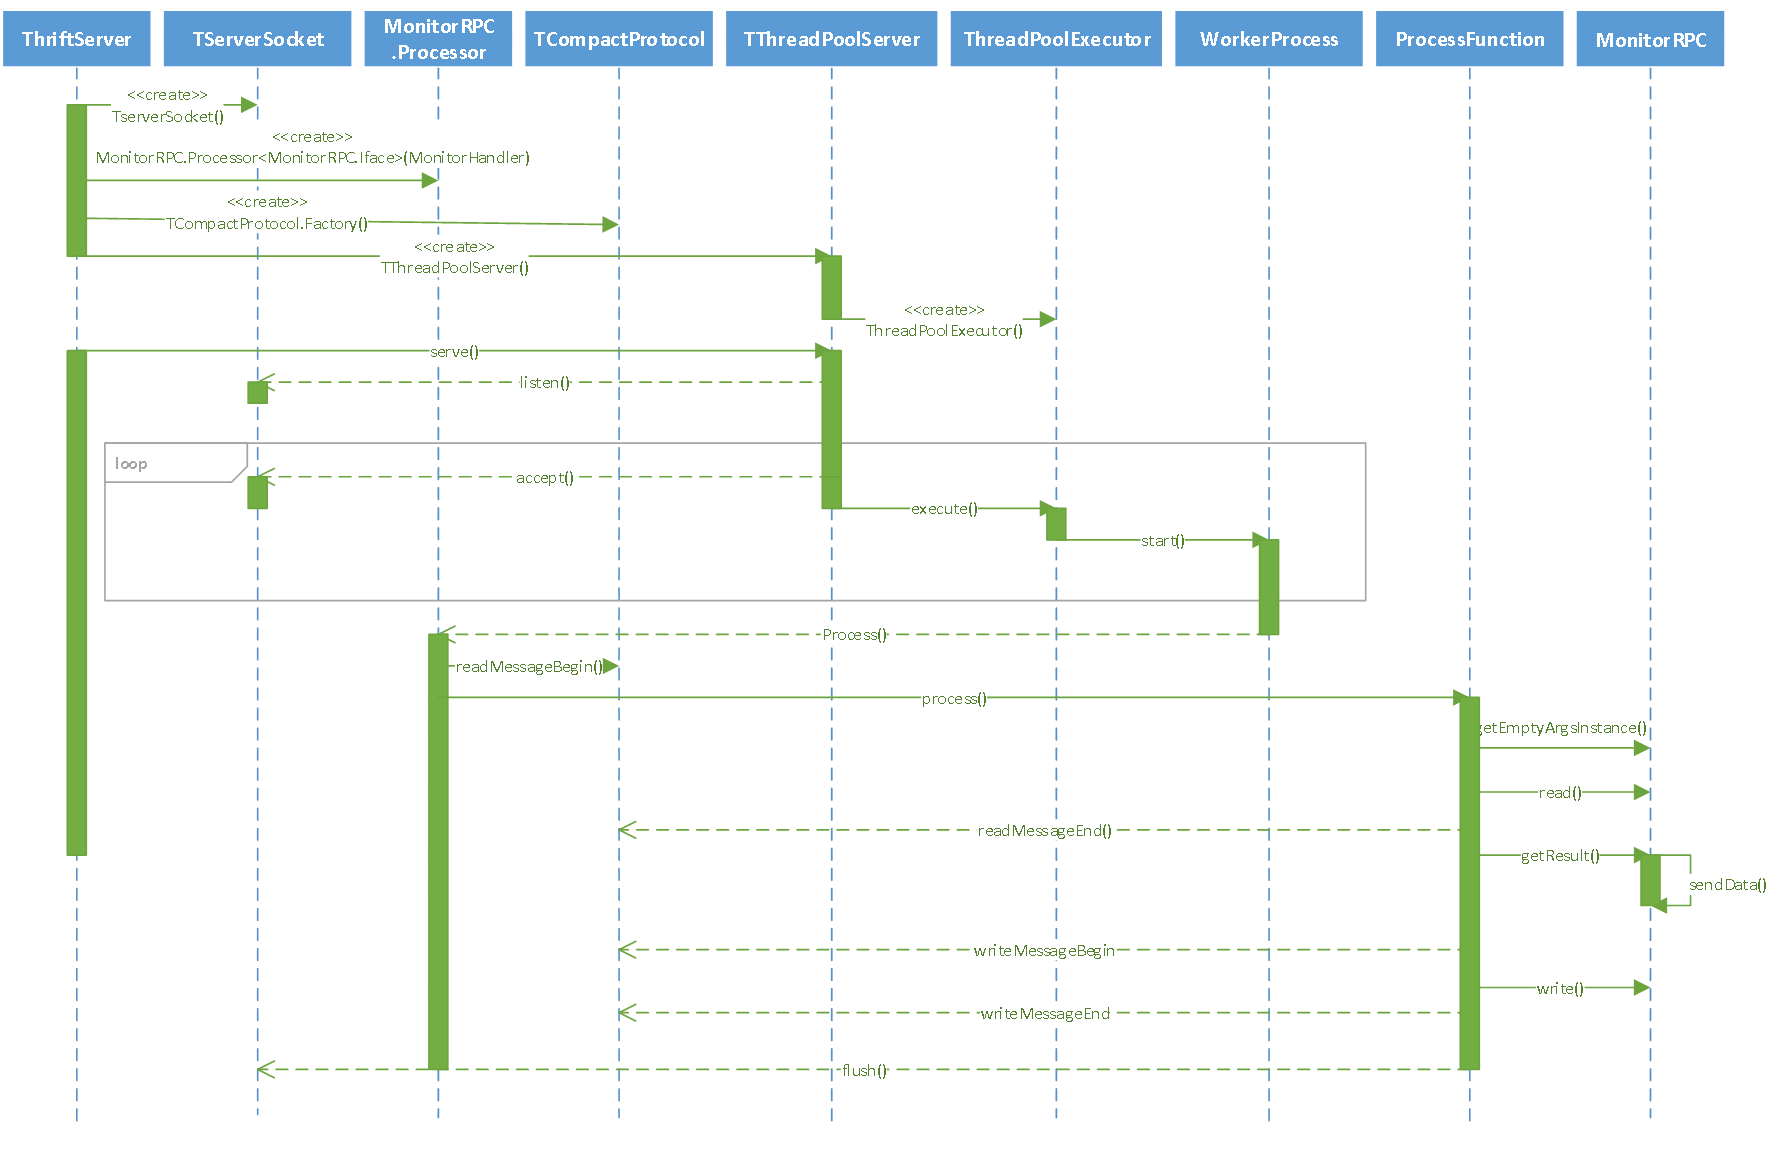 ThriftServer
TServerSocket
MonitorRPC
.Processor
TCompactProtocol
TThreadPoolServer
ThreadPoolExecutor
WorkerProcess
ProcessFunction
MonitorRPC
<<create>>
TserverSocket()
<<create>>
MonitorRPC.Processor<MonitorRPC.Iface>(MonitorHandler)
<<create>>
TCompactProtocol.Factory()
<<create>>
TThreadPoolServer()
<<create>>
ThreadPoolExecutor()
serve()
listen()
loop
accept()
execute()
start()
Process()
readMessageBegin()
process()
getEmptyArgsInstance()
read()
readMessageEnd()
getResult()
sendData()
writeMessageBegin
write()
writeMessageEnd
flush()